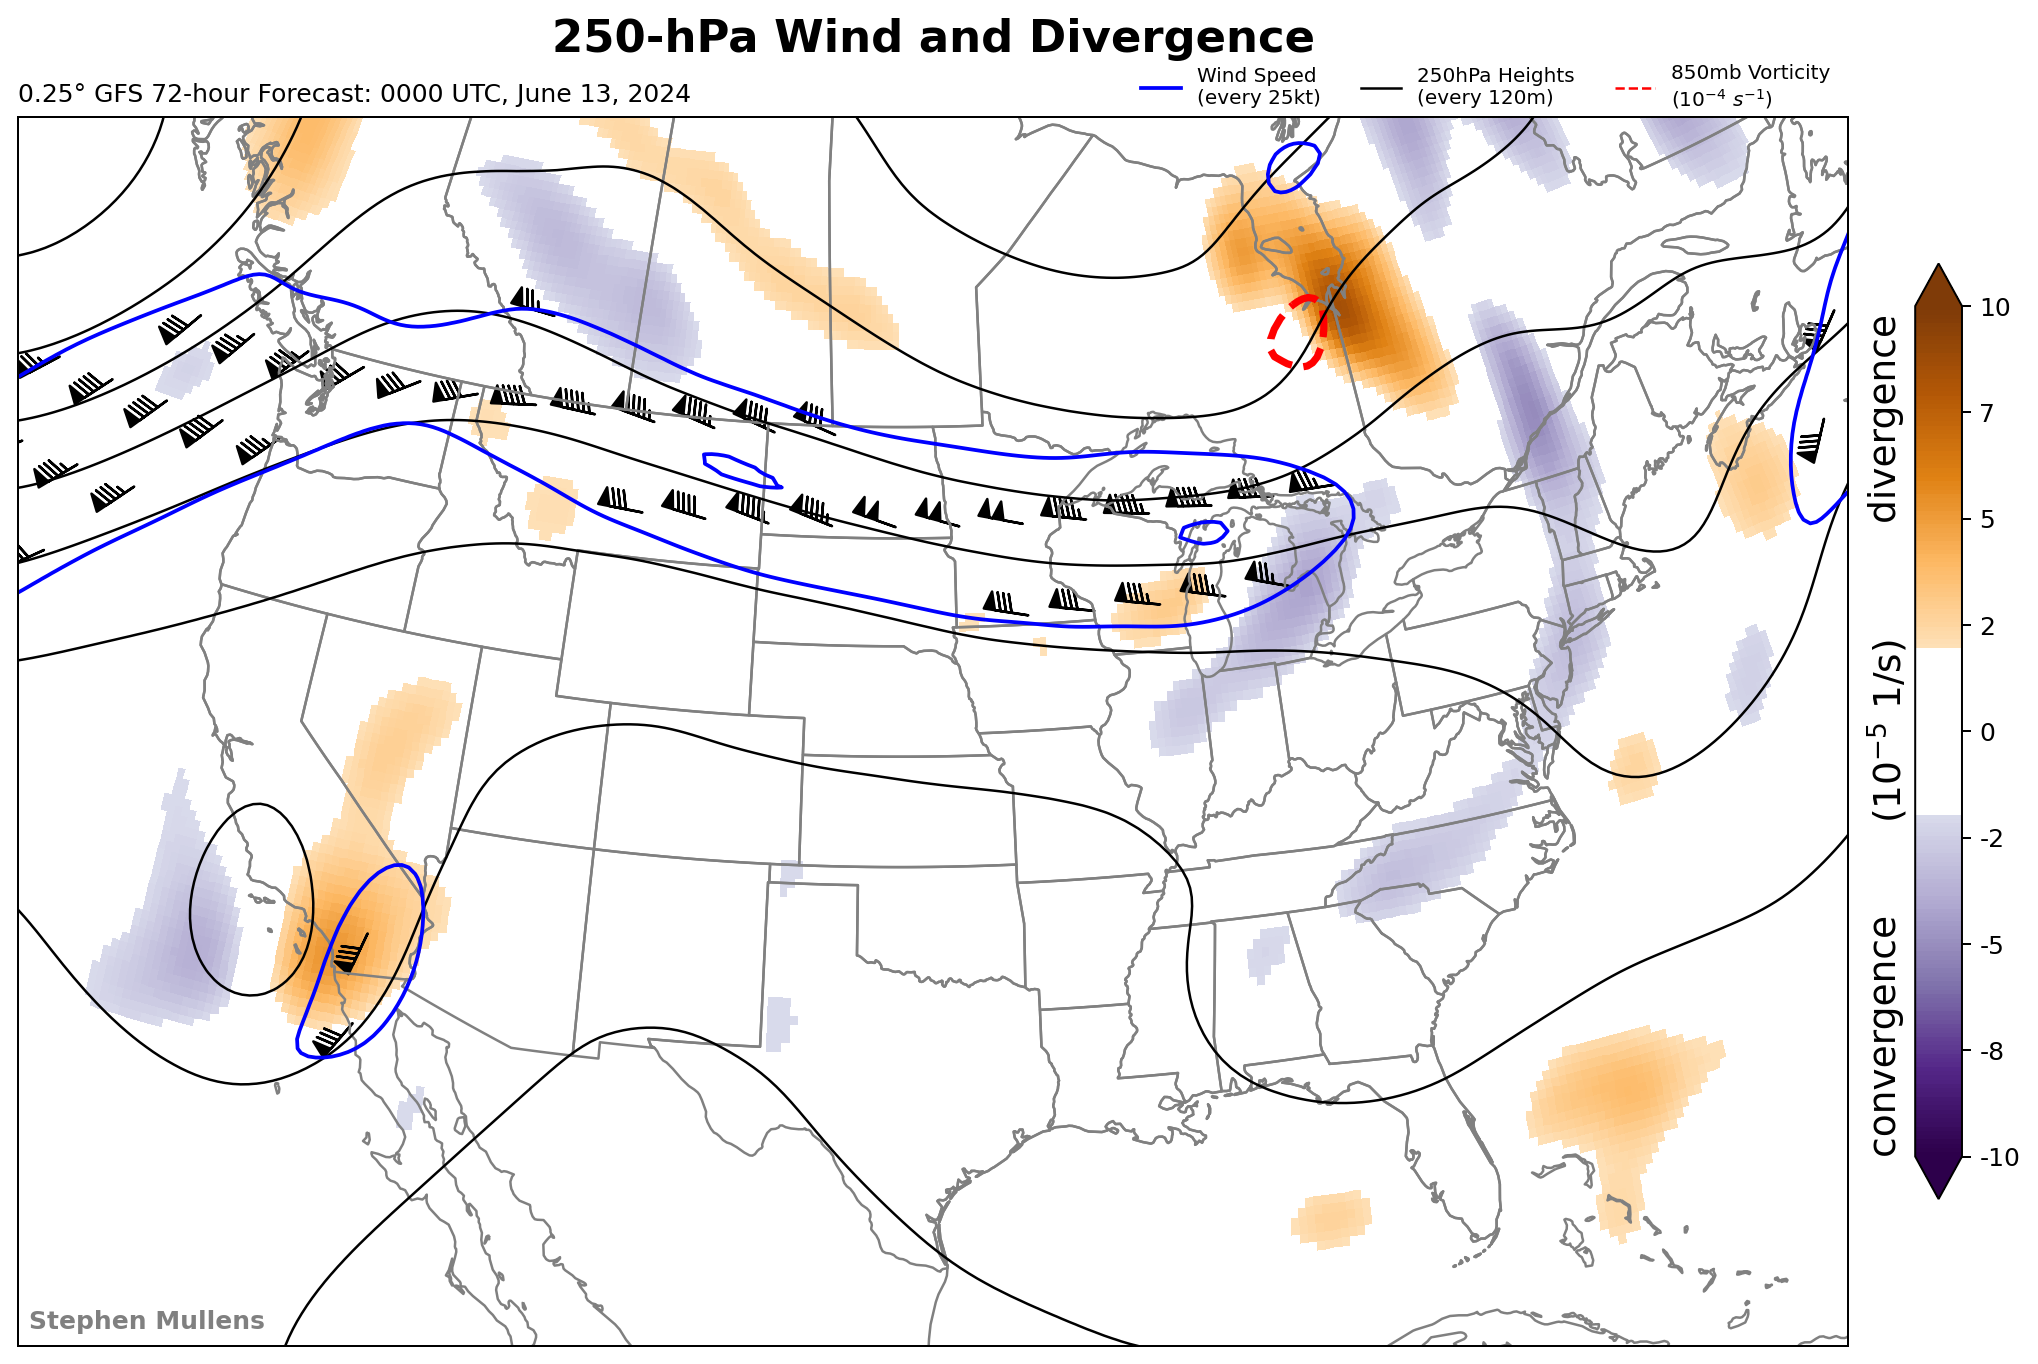 250-hPa Wind and Divergence
0.25° GFS 72-hour Forecast: 0000 UTC, June 13, 2024
Wind Speed
(every 25kt)
250hPa Heights
(every 120m)
850mb Vorticity
(10⁻⁴ s⁻¹)
10
7
5
2
0
-2
-5
-8
-10
convergence (10⁻⁵ 1/s) divergence
Stephen Mullens